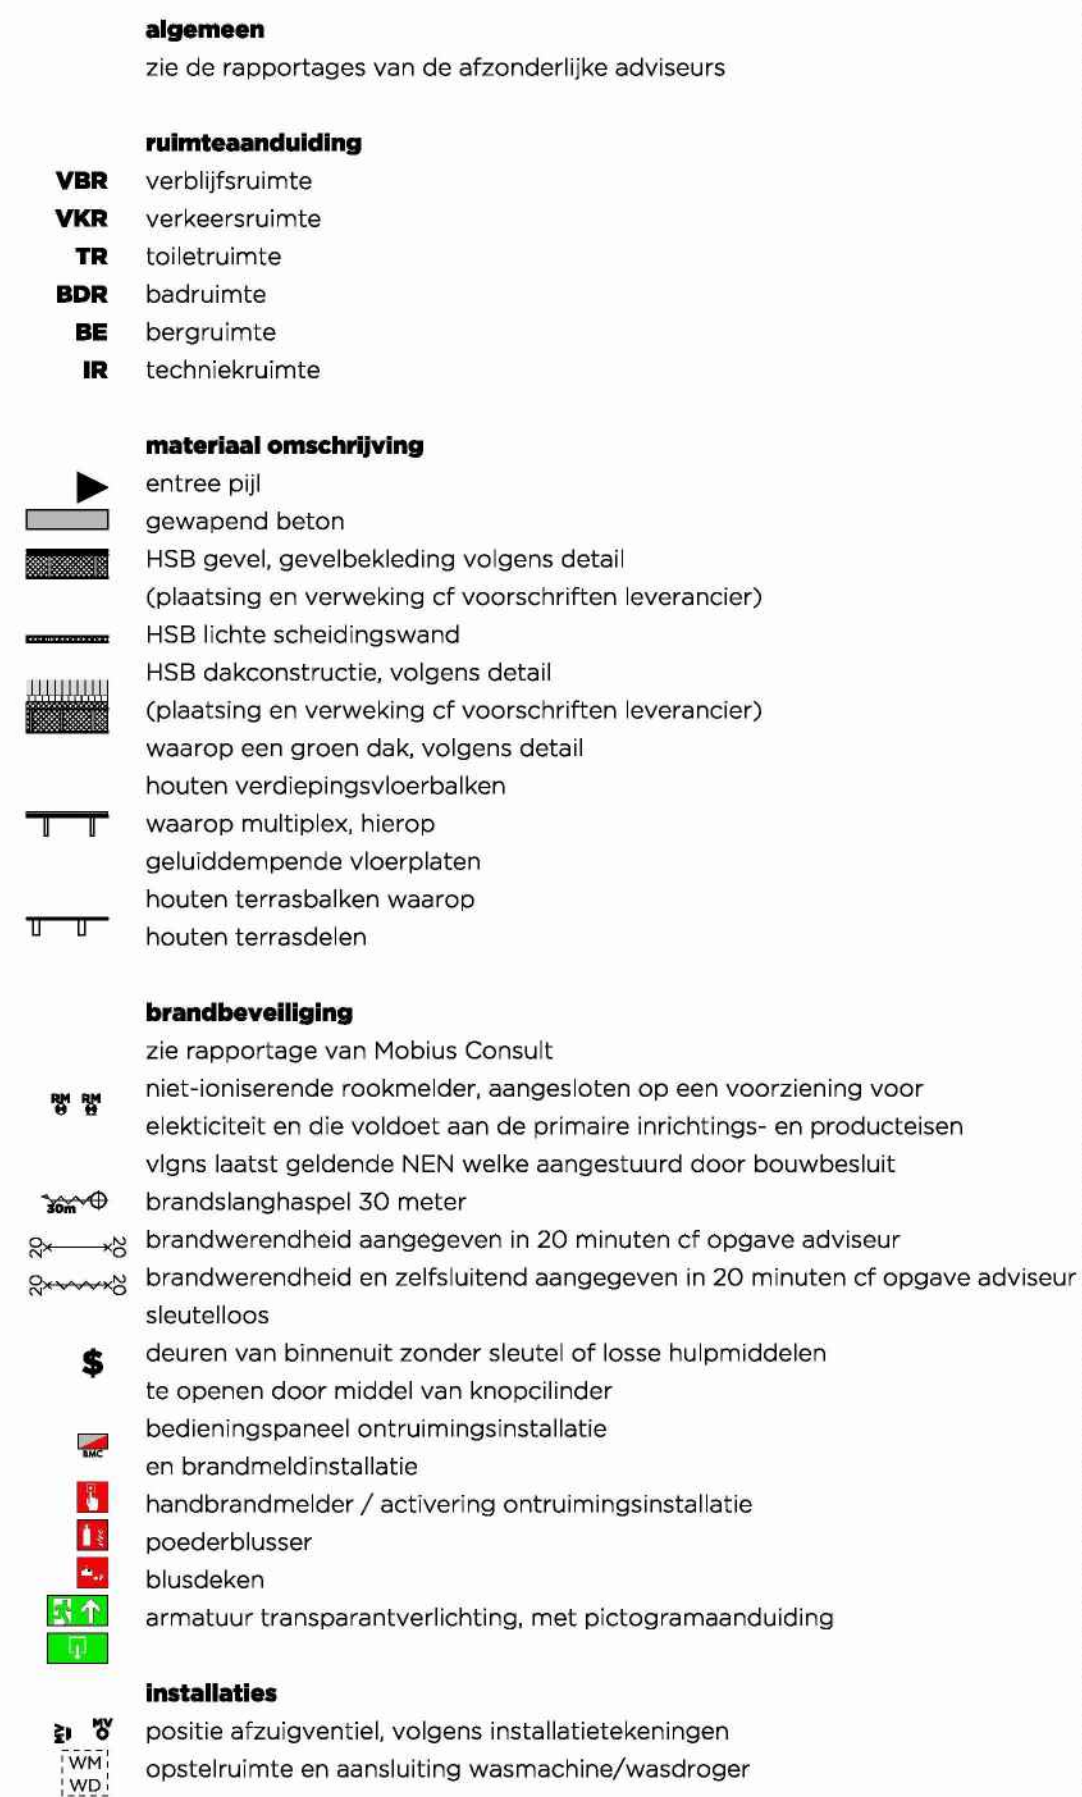 algemeen
zie de rapportages van de afzonderlijke adviseurs
ruimteaanduiding
VBR verblijfsruimte
VKR verkeersruimte
TR toiletruimte
BDR badruimte
BE bergruimte
IR techniekruimte
materiaal omschrijving
entree pijl
gewapend beton
HSB gevel, gevelbekleding volgens detail
(plaatsing en verweking cf voorschriften leverancier)
HSB lichte scheidingswand
HSB dakconstructie, volgens detail
(plaatsing en verweking cf voorschriften leverancier)
waarop een groen dak, volgens detail
houten verdiepingsvloerbalken
waarop multiplex, hierop
geluiddempende vloerplaten
houten terrasbalken waarop
houten terrasdelen
brandbeveiliging
zie rapportage van Mobius Consult
RM RM niet-ioniserende rookmelder, aangesloten op een voorziening voor
elekticiteit en die voldoet aan de primaire inrichtings- en producteisen
vlgns laatst geldende NEN welke aangestuurd door bouwbesluit
30m brandslanghaspel 30 meter
20 20 brandwerendheid aangegeven in 20 minuten cf opgave adviseur
20 20 brandwerendheid en zelfsluitend aangegeven in 20 minuten cf opgave adviseur
sleutelloos
$ deuren van binnenuit zonder sleutel of losse hulpmiddelen
te openen door middel van knopcilinder
bedieningspaneel ontruimingsinstallatie
BMC en brandmeldinstallatie
handbrandmelder / activering ontruimingsinstallatie
poederblusser
blusdeken
armatuur transparantverlichting, met pictogramaanduiding
installaties
MV MV positie afzuigventiel, volgens installatietekeningen
WM opstelruimte en aansluiting wasmachine/wasdroger
WD